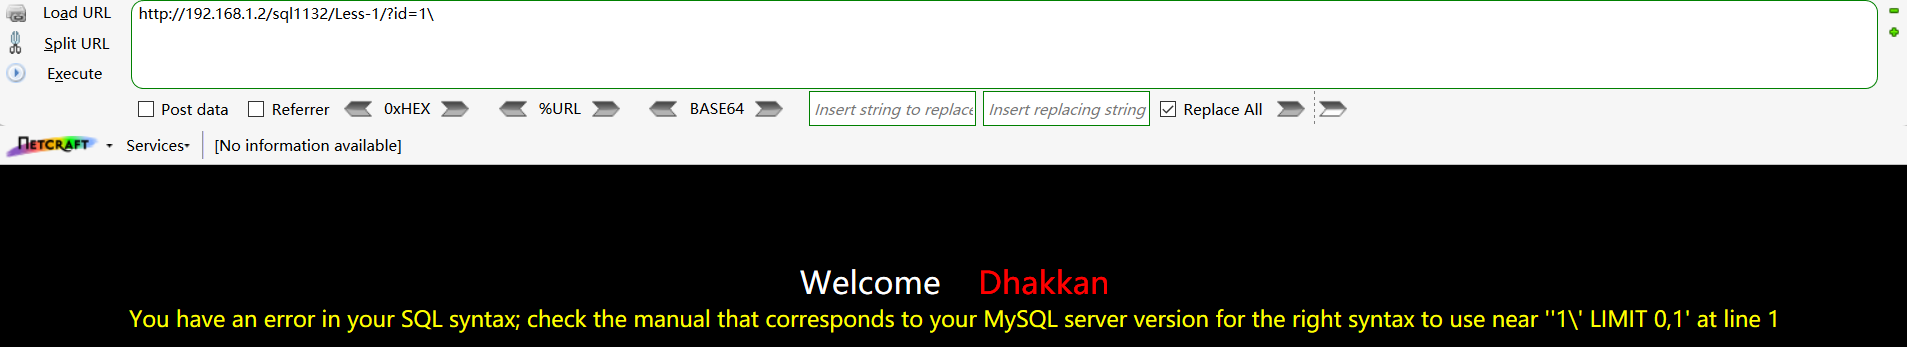 Load URL
http://192.168.1.2/sql1132/Less-1/?id=1\
Split URL
Execute
Post data Referrer 0xHEX %URL BASE64 Insert string to replace Insert replacing string Replace All
NETCRAFT Services [No information available]
Welcome Dhakkan
You have an error in your SQL syntax; check the manual that corresponds to your MySQL server version for the right syntax to use near ''1\' LIMIT 0,1' at line 1